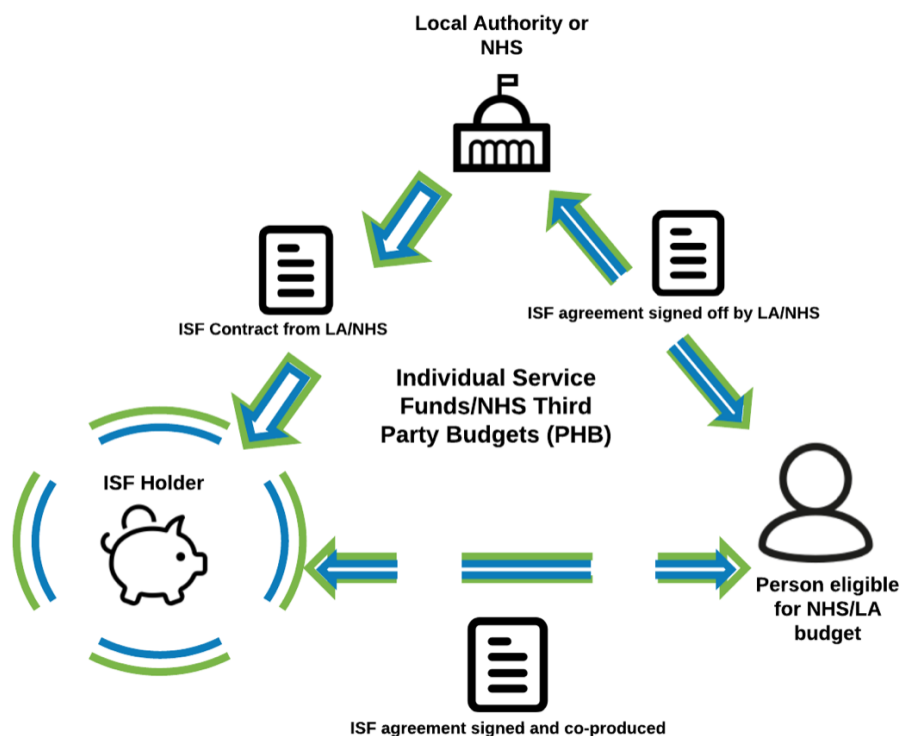 Local Authority or
NHS
ISF Contract from LA/NHS
ISF agreement signed off by LA/NHS
Individual Service
Funds/NHS Third
Party Budgets (PHB)
ISF Holder
Person eligible
for NHS/LA
budget
ISF agreement signed and co-produced